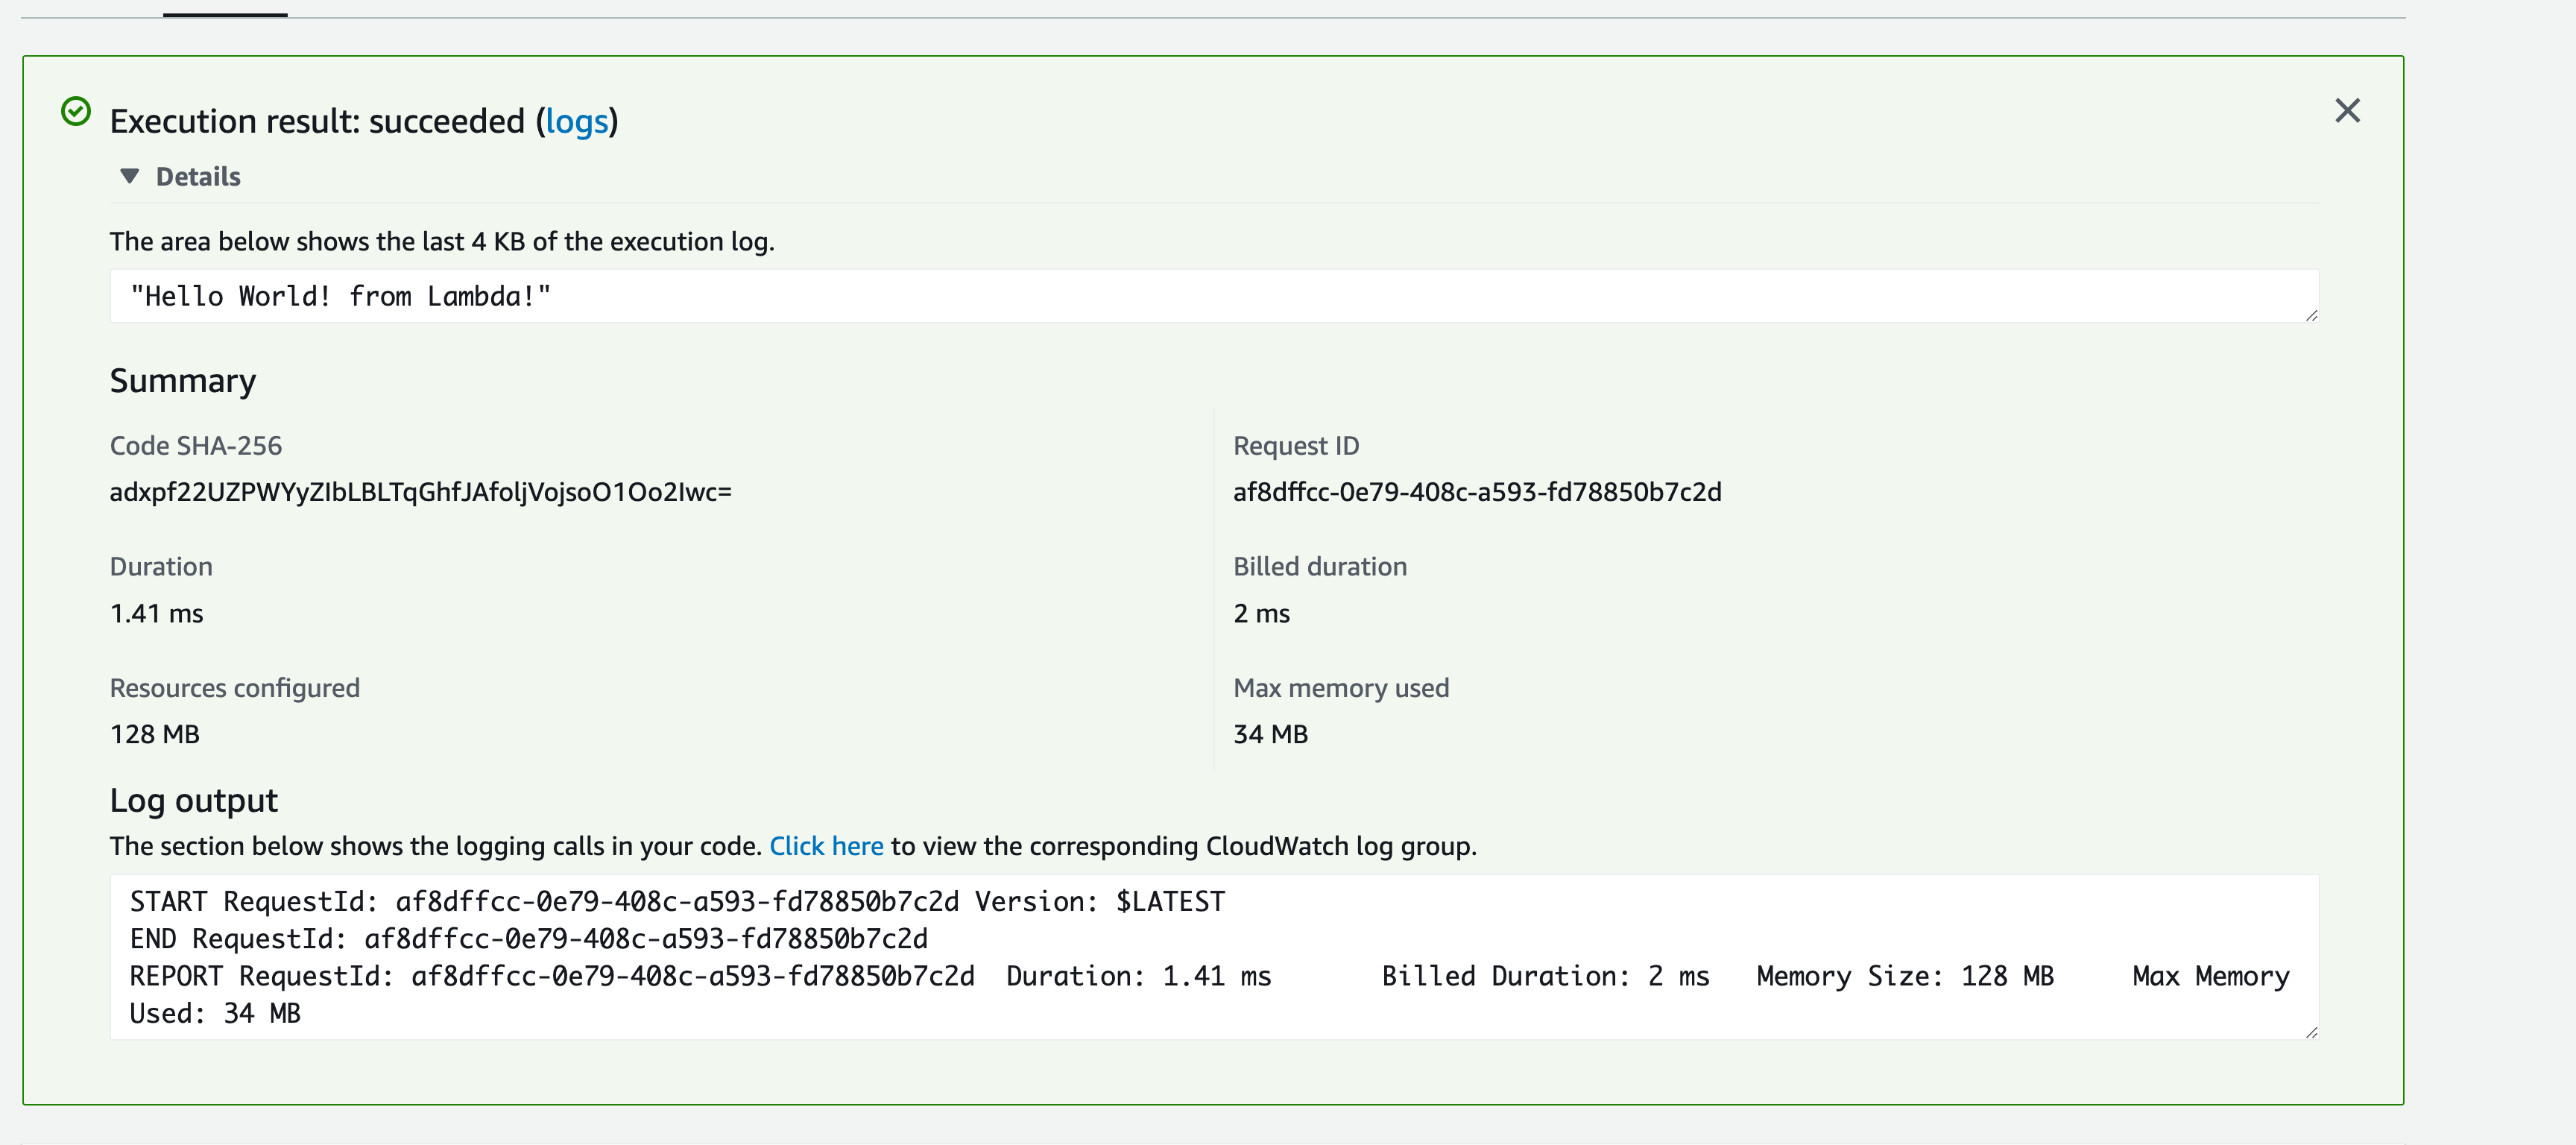 Execution result: succeeded (logs)
Details
The area below shows the last 4 KB of the execution log.
"Hello World! from Lambda!"
Summary
Code SHA-256
adxpf22UZPWYyZIbLBLTqGhfJAfoljVojsoO1Oo2Iwc=
Request ID
af8dffcc-0e79-408c-a593-fd78850b7c2d
Duration
1.41 ms
Billed duration
2 ms
Resources configured
128 MB
Max memory used
34 MB
Log output
The section below shows the logging calls in your code. Click here to view the corresponding CloudWatch log group.
START RequestId: af8dffcc-0e79-408c-a593-fd78850b7c2d Version: $LATEST
END RequestId: af8dffcc-0e79-408c-a593-fd78850b7c2d
REPORT RequestId: af8dffcc-0e79-408c-a593-fd78850b7c2d  Duration: 1.41 ms       Billed Duration: 2 ms   Memory Size: 128 MB     Max Memory
Used: 34 MB